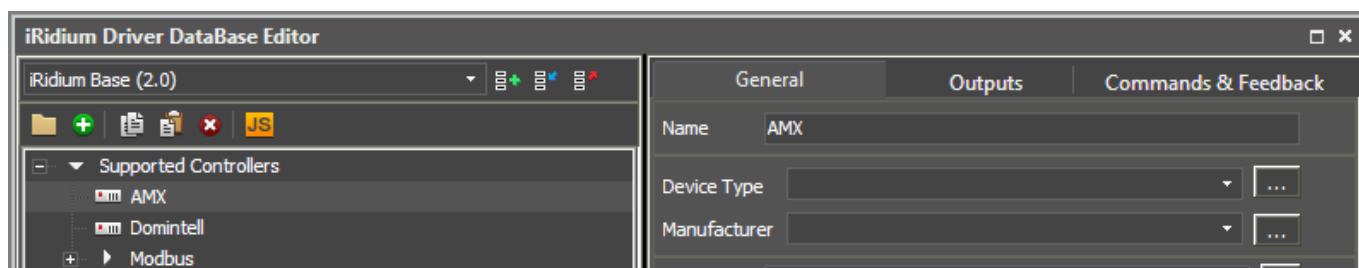 iRidium Driver DataBase Editor
iRidium Base (2.0)
JS
Supported Controllers
AMX
Domintell
Modbus
General Outputs Commands & Feedback
Name AMX
Device Type ...
Manufacturer ...